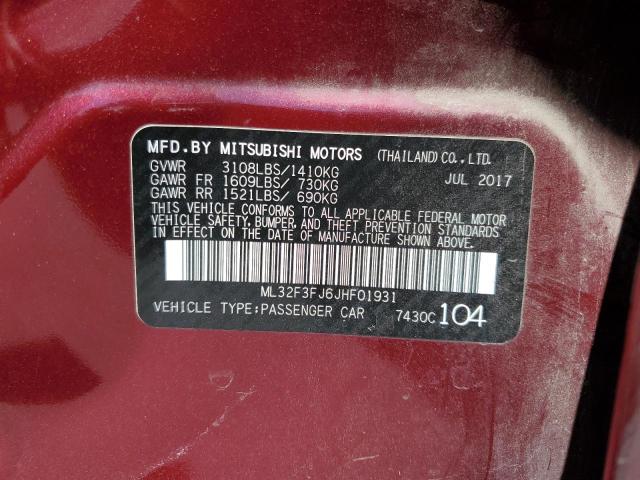 MFD.BY MITSUBISHI MOTORS (THAILAND) CO.,LTD.
GVWR 3108LBS/1410KG JUL 2017
GAWR FR 1609LBS/ 730KG
GAWR RR 1521LBS/ 690KG
THIS VEHICLE CONFORMS TO ALL APPLICABLE FEDERAL MOTOR
VEHICLE SAFETY, BUMPER, AND THEFT PREVENTION STANDARDS
IN EFFECT ON THE DATE OF MANUFACTURE SHOWN ABOVE.
ML32F3FJ6JHF01931
VEHICLE TYPE:PASSENGER CAR 7430C 104